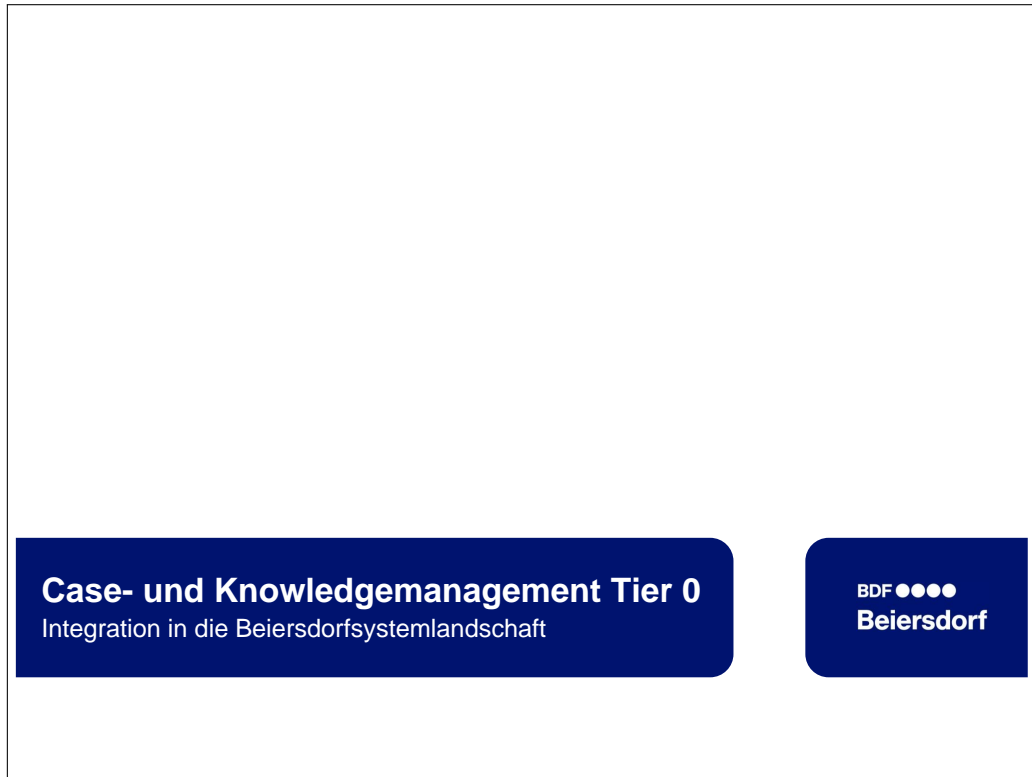 Case- und Knowledgemanagement Tier 0
Integration in die Beiersdorfsystemlandschaft
BDF ●●●●
Beiersdorf